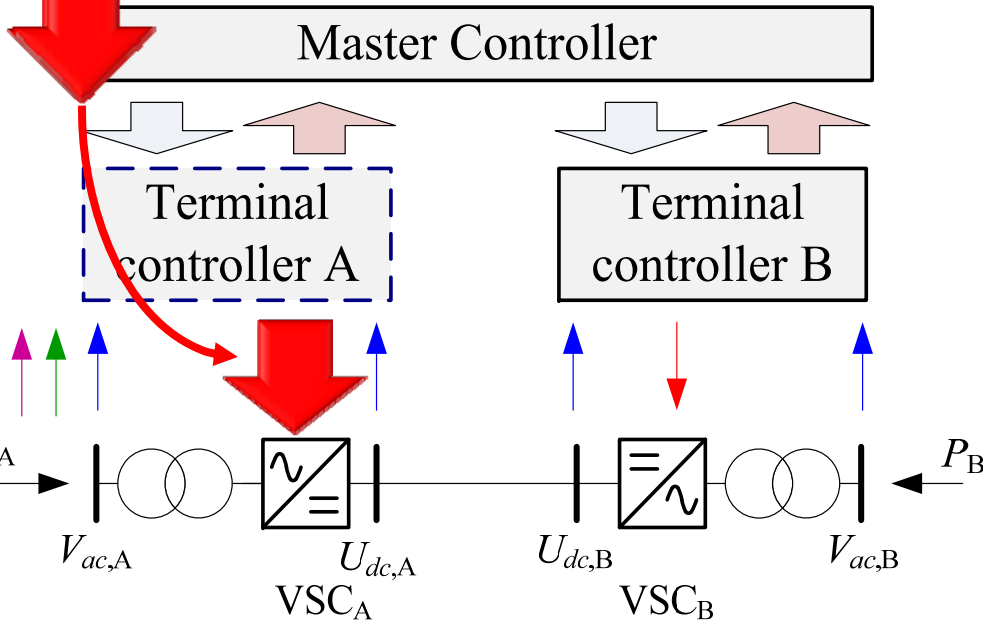 Master Controller
Terminal
controller A
Terminal
controller B
A
P_B
V_ac,A
U_dc,A
U_dc,B
V_ac,B
VSC_A
VSC_B